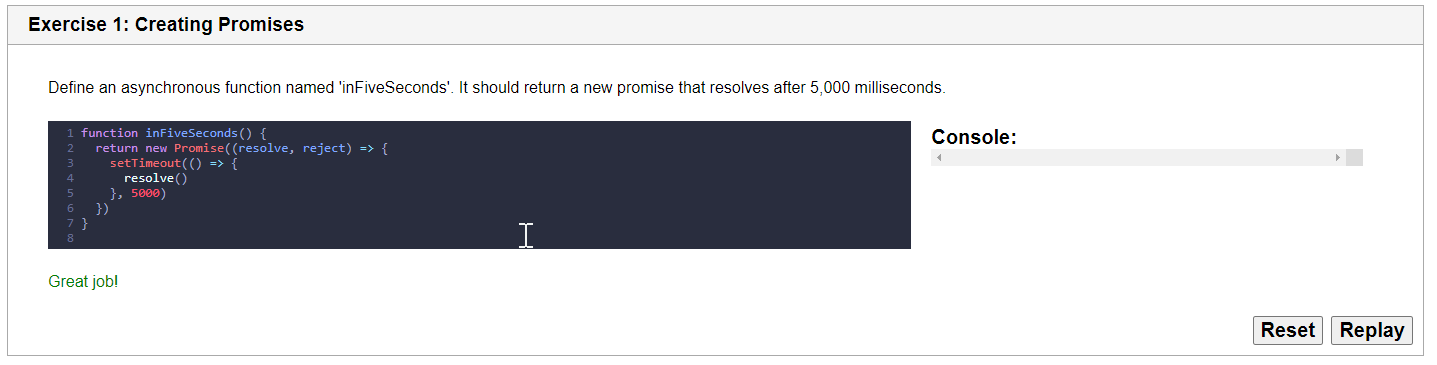 Exercise 1: Creating Promises
Define an asynchronous function named 'inFiveSeconds'. It should return a new promise that resolves after 5,000 milliseconds.
1 function inFiveSeconds() {
2   return new Promise((resolve, reject) => {
3     setTimeout(() => {
4       resolve()
5     }, 5000)
6   })
7 }
8
Console:
Great job!
Reset Replay